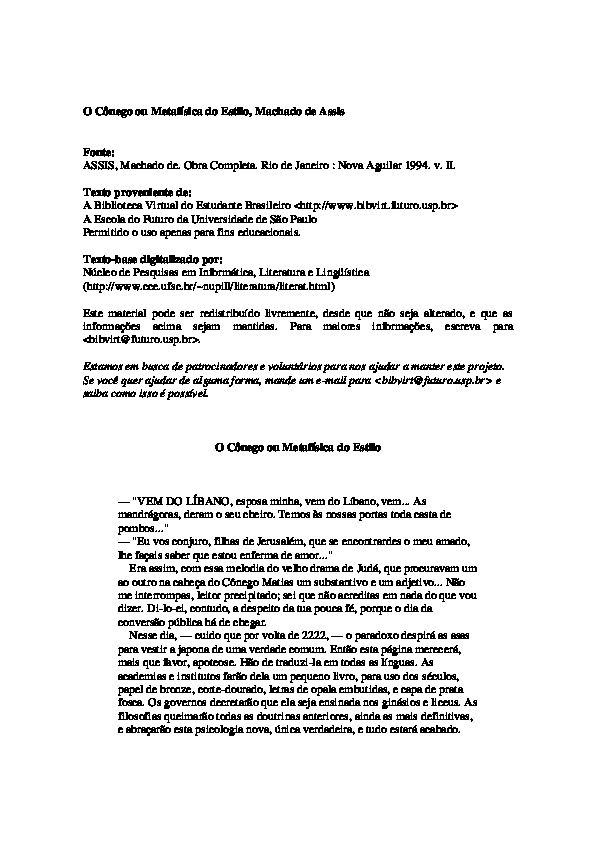 O Cônego ou Metafísica do Estilo, Machado de Assis
Fonte:
ASSIS, Machado de. Obra Completa. Rio de Janeiro : Nova Aguilar 1994. v. II.
Texto proveniente de:
A Biblioteca Virtual do Estudante Brasileiro <http://www.bibvirt.futuro.usp.br>
A Escola do Futuro da Universidade de São Paulo
Permitido o uso apenas para fins educacionais.
Texto-base digitalizado por:
Núcleo de Pesquisas em Informática, Literatura e Lingüística
(http://www.cce.ufsc.br/~nupill/literatura/literat.html)
Este material pode ser redistribuído livremente, desde que não seja alterado, e que as
informações acima sejam mantidas. Para maiores informações, escreva para
<bibvirt@futuro.usp.br>.
Estamos em busca de patrocinadores e voluntários para nos ajudar a manter este projeto.
Se você quer ajudar de alguma forma, mande um e-mail para <bibvirt@futuro.usp.br> e
saiba como isso é possível.
O Cônego ou Metafísica do Estilo
— "VEM DO LÍBANO, esposa minha, vem do Líbano, vem... As
mandrágoras, deram o seu cheiro. Temos às nossas portas toda casta de
pombos..."
— "Eu vos conjuro, filhas de Jerusalém, que se encontrardes o meu amado,
lhe façais saber que estou enferma de amor..."
Era assim, com essa melodia do velho drama de Judá, que procuravam um
ao outro na cabeça do Cônego Matias um substantivo e um adjetivo... Não
me interrompas, leitor precipitado; sei que não acreditas em nada do que vou
dizer. Di-lo-ei, contudo, a despeito da tua pouca fé, porque o dia da
conversão pública há de chegar.
Nesse dia, — cuido que por volta de 2222, — o paradoxo despirá as asas
para vestir a japona de uma verdade comum. Então esta página merecerá,
mais que favor, apoteose. Hão de traduzi-la em todas as línguas. As
academias e institutos farão dela um pequeno livro, para uso dos séculos,
papel de bronze, corte-dourado, letras de opala embutidas, e capa de prata
fosca. Os governos decretarão que ela seja ensinada nos ginásios e liceus. As
filosofias queimarão todas as doutrinas anteriores, ainda as mais definitivas,
e abraçarão esta psicologia nova, única verdadeira, e tudo estará acabado.